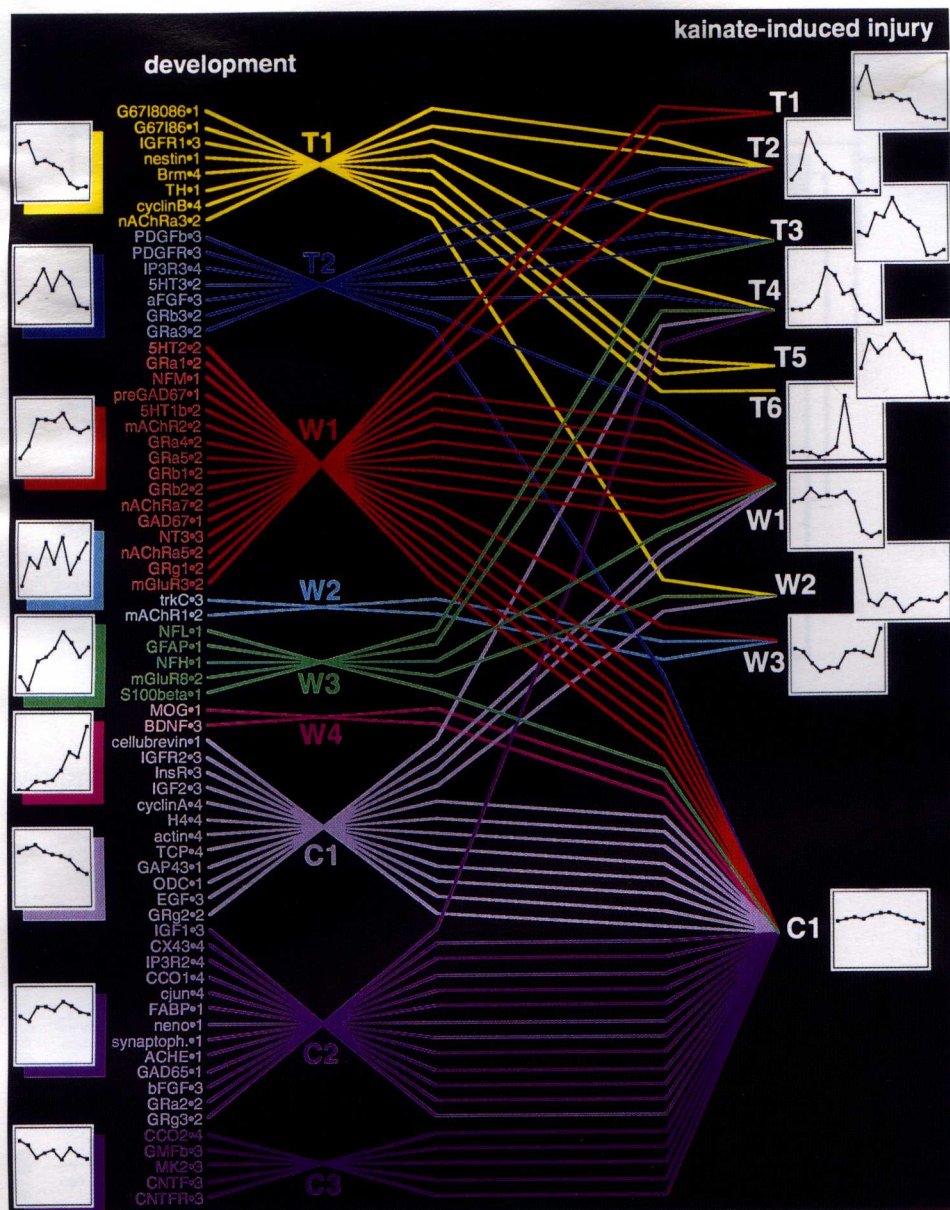 kainate-induced injury
development
G67I8086•1
G67I86•1
IGFR1•3
nestin•1
Brm•4
TH•1
cyclinB•4
nAChRa3•2
T1
PDGFb•3
PDGFR•3
IP3R3•4
5HT3•2
aFGF•3
GRb3•2
GRa3•2
T2
5HT2•2
GRa1•2
NFM•1
preGAD67•1
5HT1b•2
mAChR2•2
GRa4•2
GRa5•2
GRb1•2
GRb2•2
nAChRa7•2
GAD67•1
NT3•3
nAChRa5•2
GRg1•2
mGluR3•2
W1
trkC•3
mAChR1•2
W2
NFL•1
GFAP•1
NFH•1
mGluR8•2
S100beta•1
W3
MOG•1
BDNF•3
W4
cellubrevin•1
IGFR2•3
InsR•3
IGF2•3
cyclinA•4
H4•4
actin•4
TCP•4
GAP43•1
ODC•1
EGF•3
GRg2•2
C1
IGF1•3
CX43•4
IP3R2•4
CCO1•4
cjun•4
FABP•1
neno•1
synaptoph.•1
ACHE•1
GAD65•1
bFGF•3
GRa2•2
GRg3•2
C2
CCO2•4
GMFb•3
MK2•3
CNTF•3
CNTFR•3
C3
T1
T2
T3
T4
T5
T6
W1
W2
W3
C1